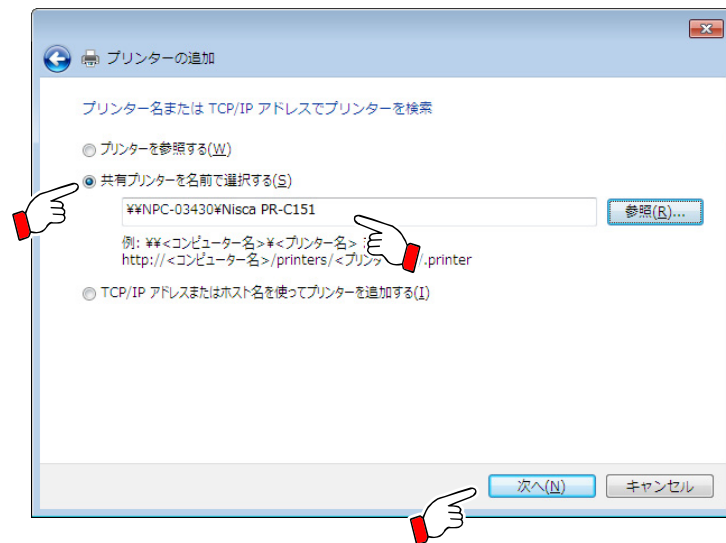 プリンターの追加
プリンター名または TCP/IP アドレスでプリンターを検索
プリンターを参照する(W)
共有プリンターを名前で選択する(S)
¥¥NPC-03430¥Nisca PR-C151
参照(R)...
例: ¥¥<コンピューター名>¥<プリンター名>
http://<コンピューター名>/printers/<プリンタ .printer
TCP/IP アドレスまたはホスト名を使ってプリンターを追加する(I)
次へ(N)
キャンセル